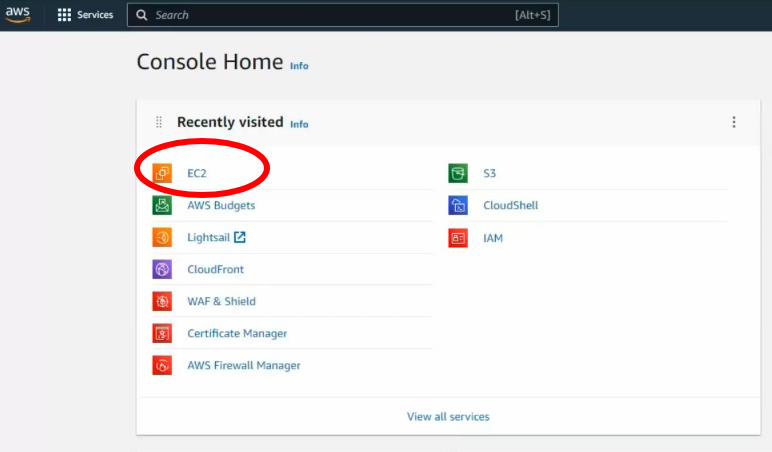 aws
Services
Search
[Alt+S]
Console Home Info
Recently visited Info
EC2
AWS Budgets
Lightsail
CloudFront
WAF & Shield
Certificate Manager
AWS Firewall Manager
S3
CloudShell
IAM
View all services